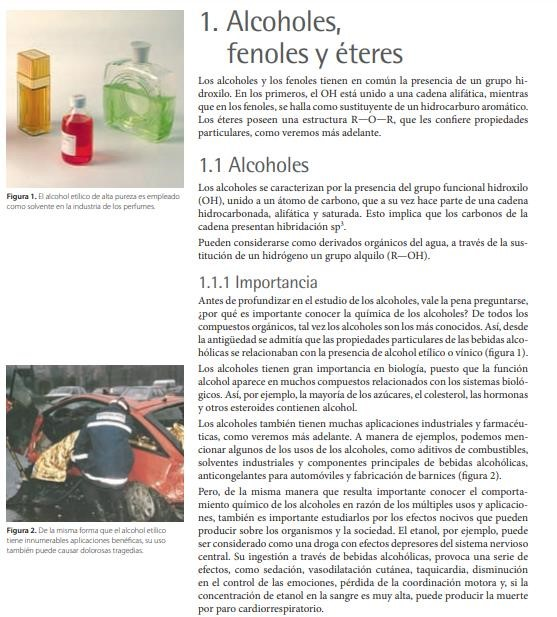 1. Alcoholes,
fenoles y éteres
Los alcoholes y los fenoles tienen en común la presencia de un grupo hi-
droxilo. En los primeros, el OH está unido a una cadena alifática, mientras
que en los fenoles, se halla como sustituyente de un hidrocarburo aromático.
Los éteres poseen una estructura R—O—R, que les confiere propiedades
particulares, como veremos más adelante.
1.1 Alcoholes
Los alcoholes se caracterizan por la presencia del grupo funcional hidroxilo
(OH), unido a un átomo de carbono, que a su vez hace parte de una cadena
hidrocarbonada, alifática y saturada. Esto implica que los carbonos de la
cadena presentan hibridación sp³.
Pueden considerarse como derivados orgánicos del agua, a través de la sus-
titución de un hidrógeno un grupo alquilo (R—OH).
1.1.1 Importancia
Antes de profundizar en el estudio de los alcoholes, vale la pena preguntarse,
¿por qué es importante conocer la química de los alcoholes? De todos los
compuestos orgánicos, tal vez los alcoholes son los más conocidos. Así, desde
la antigüedad se admitía que las propiedades particulares de las bebidas alco-
hólicas se relacionaban con la presencia de alcohol etílico o vínico (figura 1).
Los alcoholes tienen gran importancia en biología, puesto que la función
alcohol aparece en muchos compuestos relacionados con los sistemas bioló-
gicos. Así, por ejemplo, la mayoría de los azúcares, el colesterol, las hormonas
y otros esteroides contienen alcohol.
Los alcoholes también tienen muchas aplicaciones industriales y farmacéu-
ticas, como veremos más adelante. A manera de ejemplos, podemos men-
cionar algunos de los usos de los alcoholes, como aditivos de combustibles,
solventes industriales y componentes principales de bebidas alcohólicas,
anticongelantes para automóviles y fabricación de barnices (figura 2).
Pero, de la misma manera que resulta importante conocer el comporta-
miento químico de los alcoholes en razón de los múltiples usos y aplicacio-
nes, también es importante estudiarlos por los efectos nocivos que pueden
producir sobre los organismos y la sociedad. El etanol, por ejemplo, puede
ser considerado como una droga con efectos depresores del sistema nervioso
central. Su ingestión a través de bebidas alcohólicas, provoca una serie de
efectos, como sedación, vasodilatación cutánea, taquicardia, disminución
en el control de las emociones, pérdida de la coordinación motora y, si la
concentración de etanol en la sangre es muy alta, puede producir la muerte
por paro cardiorrespiratorio.
Figura 1. El alcohol etílico de alta pureza es empleado
como solvente en la industria de los perfumes.
Figura 2. De la misma forma que el alcohol etílico
tiene innumerables aplicaciones benéficas, su uso
también puede causar dolorosas tragedias.